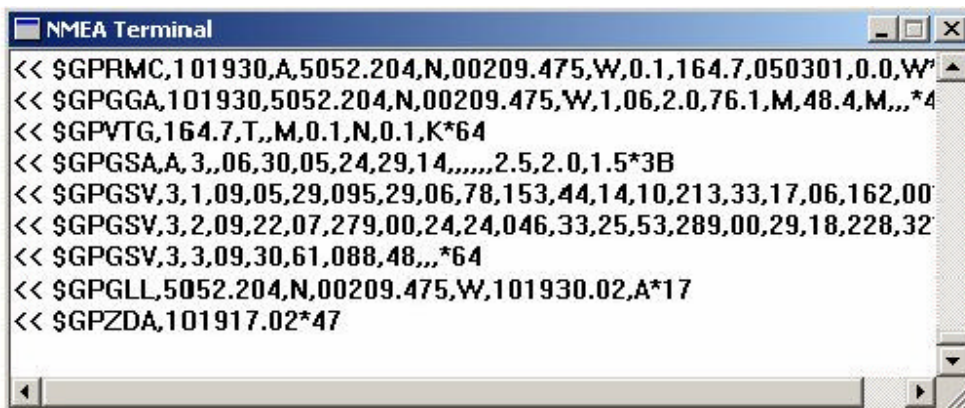 NMEA Terminal
<< $GPRMC,101930,A,5052.204,N,00209.475,W,0.1,164.7,050301,0.0,W*
<< $GPGGA,101930,5052.204,N,00209.475,W,1,06,2.0,76.1,M,48.4,M,,,*4
<< $GPVTG,164.7,T,,M,0.1,N,0.1,K*64
<< $GPGSA,A,3,,06,30,05,24,29,14,,,,,,2.5,2.0,1.5*3B
<< $GPGSV,3,1,09,05,29,095,29,06,78,153,44,14,10,213,33,17,06,162,00
<< $GPGSV,3,2,09,22,07,279,00,24,24,046,33,25,53,289,00,29,18,228,32
<< $GPGSV,3,3,09,30,61,088,48,,,*64
<< $GPGLL,5052.204,N,00209.475,W,101930.02,A*17
<< $GPZDA,101917.02*47